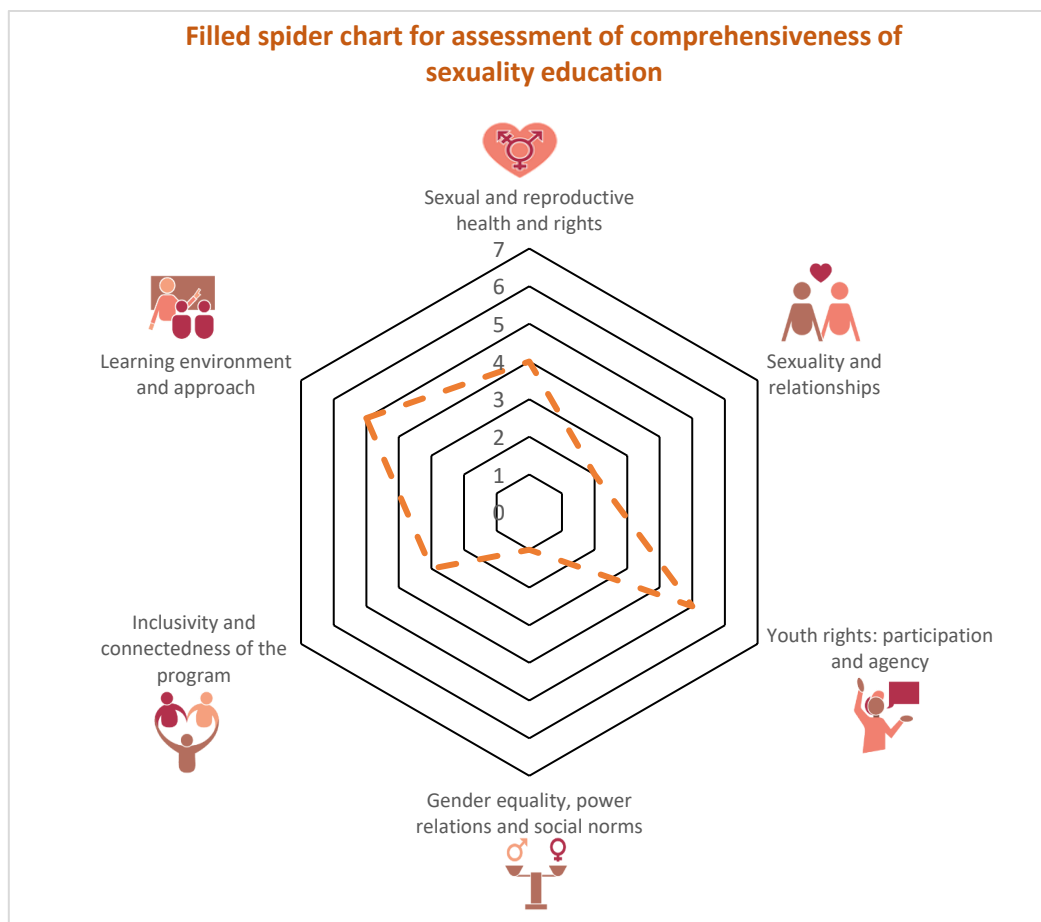 Filled spider chart for assessment of comprehensiveness of
sexuality education
Sexual and reproductive
health and rights
7
6
5
4
3
2
1
0
Sexuality and
relationships
Youth rights: participation
and agency
Gender equality, power
relations and social norms
Inclusivity and
connectedness of the
program
Learning environment
and approach